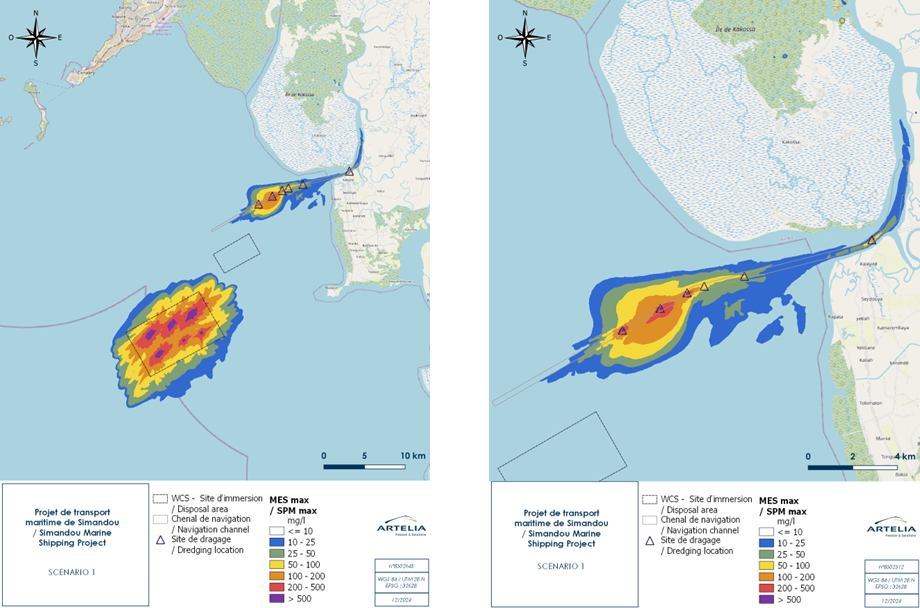 N
O
E
S
Île de Kakossa
Kakossa
0 5 10 km
Projet de transport
maritime de Simandou
/ Simandou Marine
Shipping Project
SCENARIO 1
WCS - Site d'immersion
/ Disposal area
Chenal de navigation
/ Navigation channel
Site de dragage
/ Dredging location
MES max
/ SPM max
mg/l
<= 10
10 - 25
25 - 50
50 - 100
100 - 200
200 - 500
> 500
ARTELIA
Passion & Solutions
WGS 84 / UTM 28 N
EPSG : 32628
12/2024
N
O
E
S
Île de Kakossa
Kakossa
0 2 4 km
Projet de transport
maritime de Simandou
/ Simandou Marine
Shipping Project
SCENARIO 1
WCS - Site d'immersion
/ Disposal area
Chenal de navigation
/ Navigation channel
Site de dragage
/ Dredging location
MES max
/ SPM max
mg/l
<= 10
10 - 25
25 - 50
50 - 100
100 - 200
200 - 500
> 500
ARTELIA
Passion & Solutions
WGS 84 / UTM 28 N
EPSG : 32628
12/2024